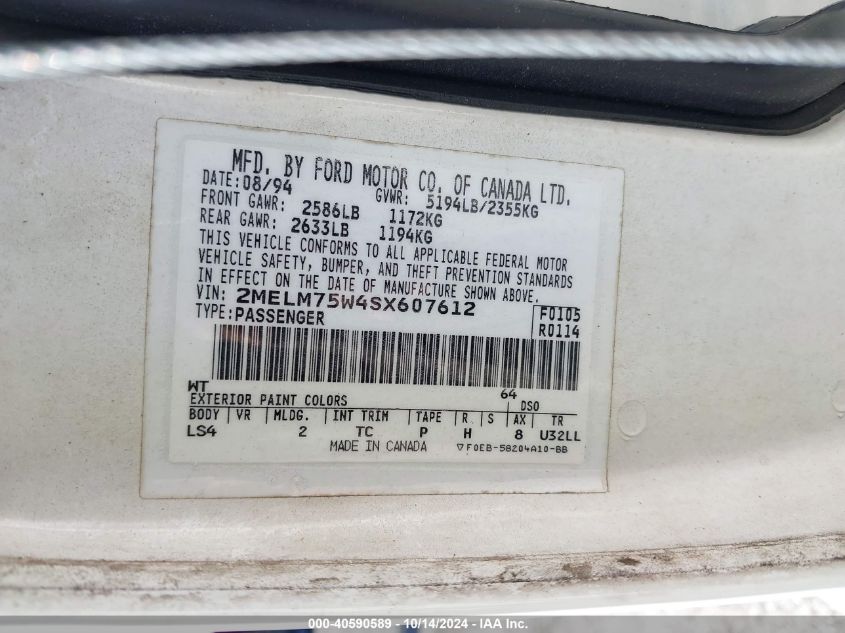 MFD. BY FORD MOTOR CO. OF CANADA LTD.
DATE: 08/94 GVWR: 5194LB/2355KG
FRONT GAWR: 2586LB 1172KG
REAR GAWR: 2633LB 1194KG
THIS VEHICLE CONFORMS TO ALL APPLICABLE FEDERAL MOTOR
VEHICLE SAFETY, BUMPER, AND THEFT PREVENTION STANDARDS
IN EFFECT ON THE DATE OF MANUFACTURE SHOWN ABOVE.
VIN: 2MELM75W4SX607612 F0105
TYPE: PASSENGER R0114
WT 64
EXTERIOR PAINT COLORS DSO
BODY VR MLDG. INT TRIM TAPE R S AX TR
LS4 2 TC P H 8 U32LL
MADE IN CANADA ▽F0EB-58204A10-BB
000-40590589 - 10/14/2024 - IAA Inc.